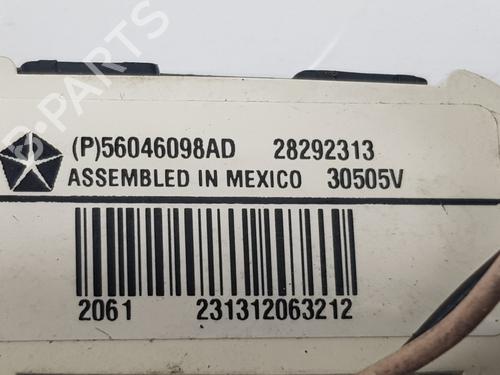 B-PARTS
(P)56046098AD 28292313
ASSEMBLED IN MEXICO 30505V
2061 231312063212